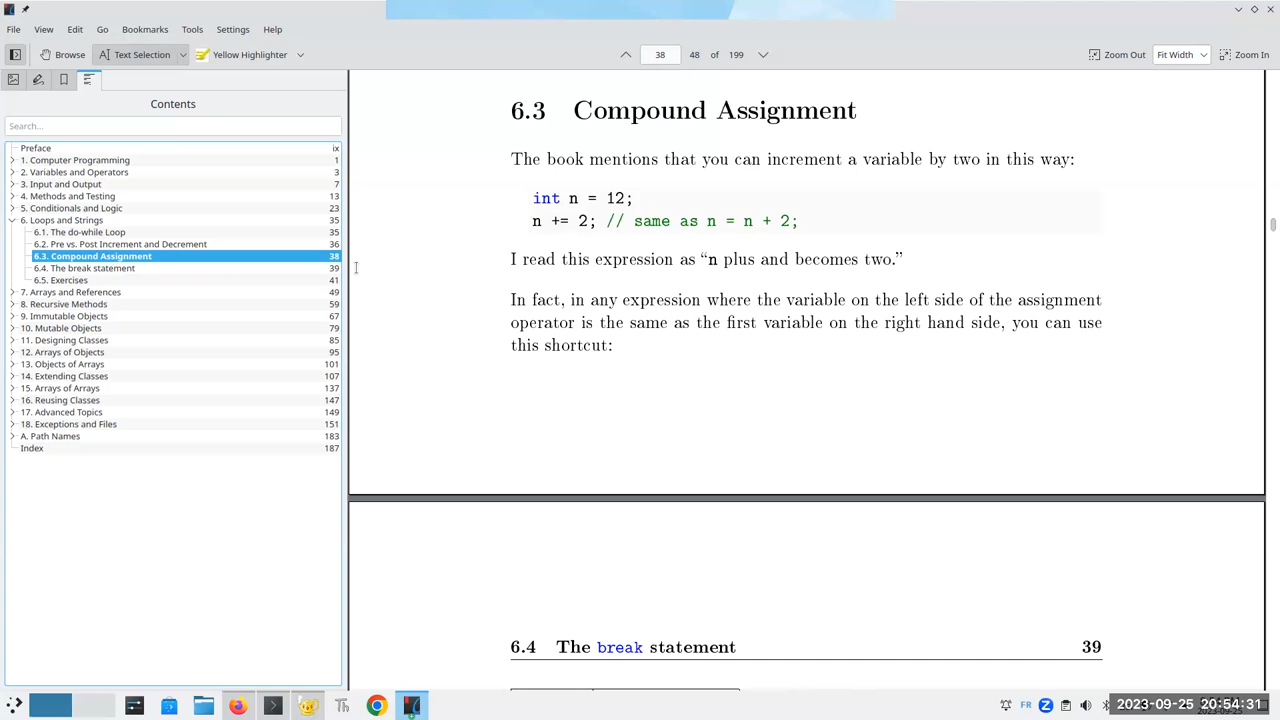 File View Edit Go Bookmarks Tools Settings Help
Browse Text Selection Yellow Highlighter 38 48 of 199 Zoom Out Fit Width Zoom In
Contents
Search...
Preface ix
1. Computer Programming 1
2. Variables and Operators 3
3. Input and Output 7
4. Methods and Testing 13
5. Conditionals and Logic 23
6. Loops and Strings 35
6.1. The do-while Loop 35
6.2. Pre vs. Post Increment and Decrement 36
6.3. Compound Assignment 38
6.4. The break statement 39
6.5. Exercises 41
7. Arrays and References 49
8. Recursive Methods 59
9. Immutable Objects 67
10. Mutable Objects 79
11. Designing Classes 85
12. Arrays of Objects 95
13. Objects of Arrays 101
14. Extending Classes 107
15. Arrays of Arrays 137
16. Reusing Classes 147
17. Advanced Topics 149
18. Exceptions and Files 151
A. Path Names 183
Index 187
6.3 Compound Assignment
The book mentions that you can increment a variable by two in this way:
int n = 12;
n += 2; // same as n = n + 2;
I read this expression as “n plus and becomes two.”
In fact, in any expression where the variable on the left side of the assignment
operator is the same as the first variable on the right hand side, you can use
this shortcut:
6.4 The break statement 39
Th FR Z 2023-09-25 20:54:31